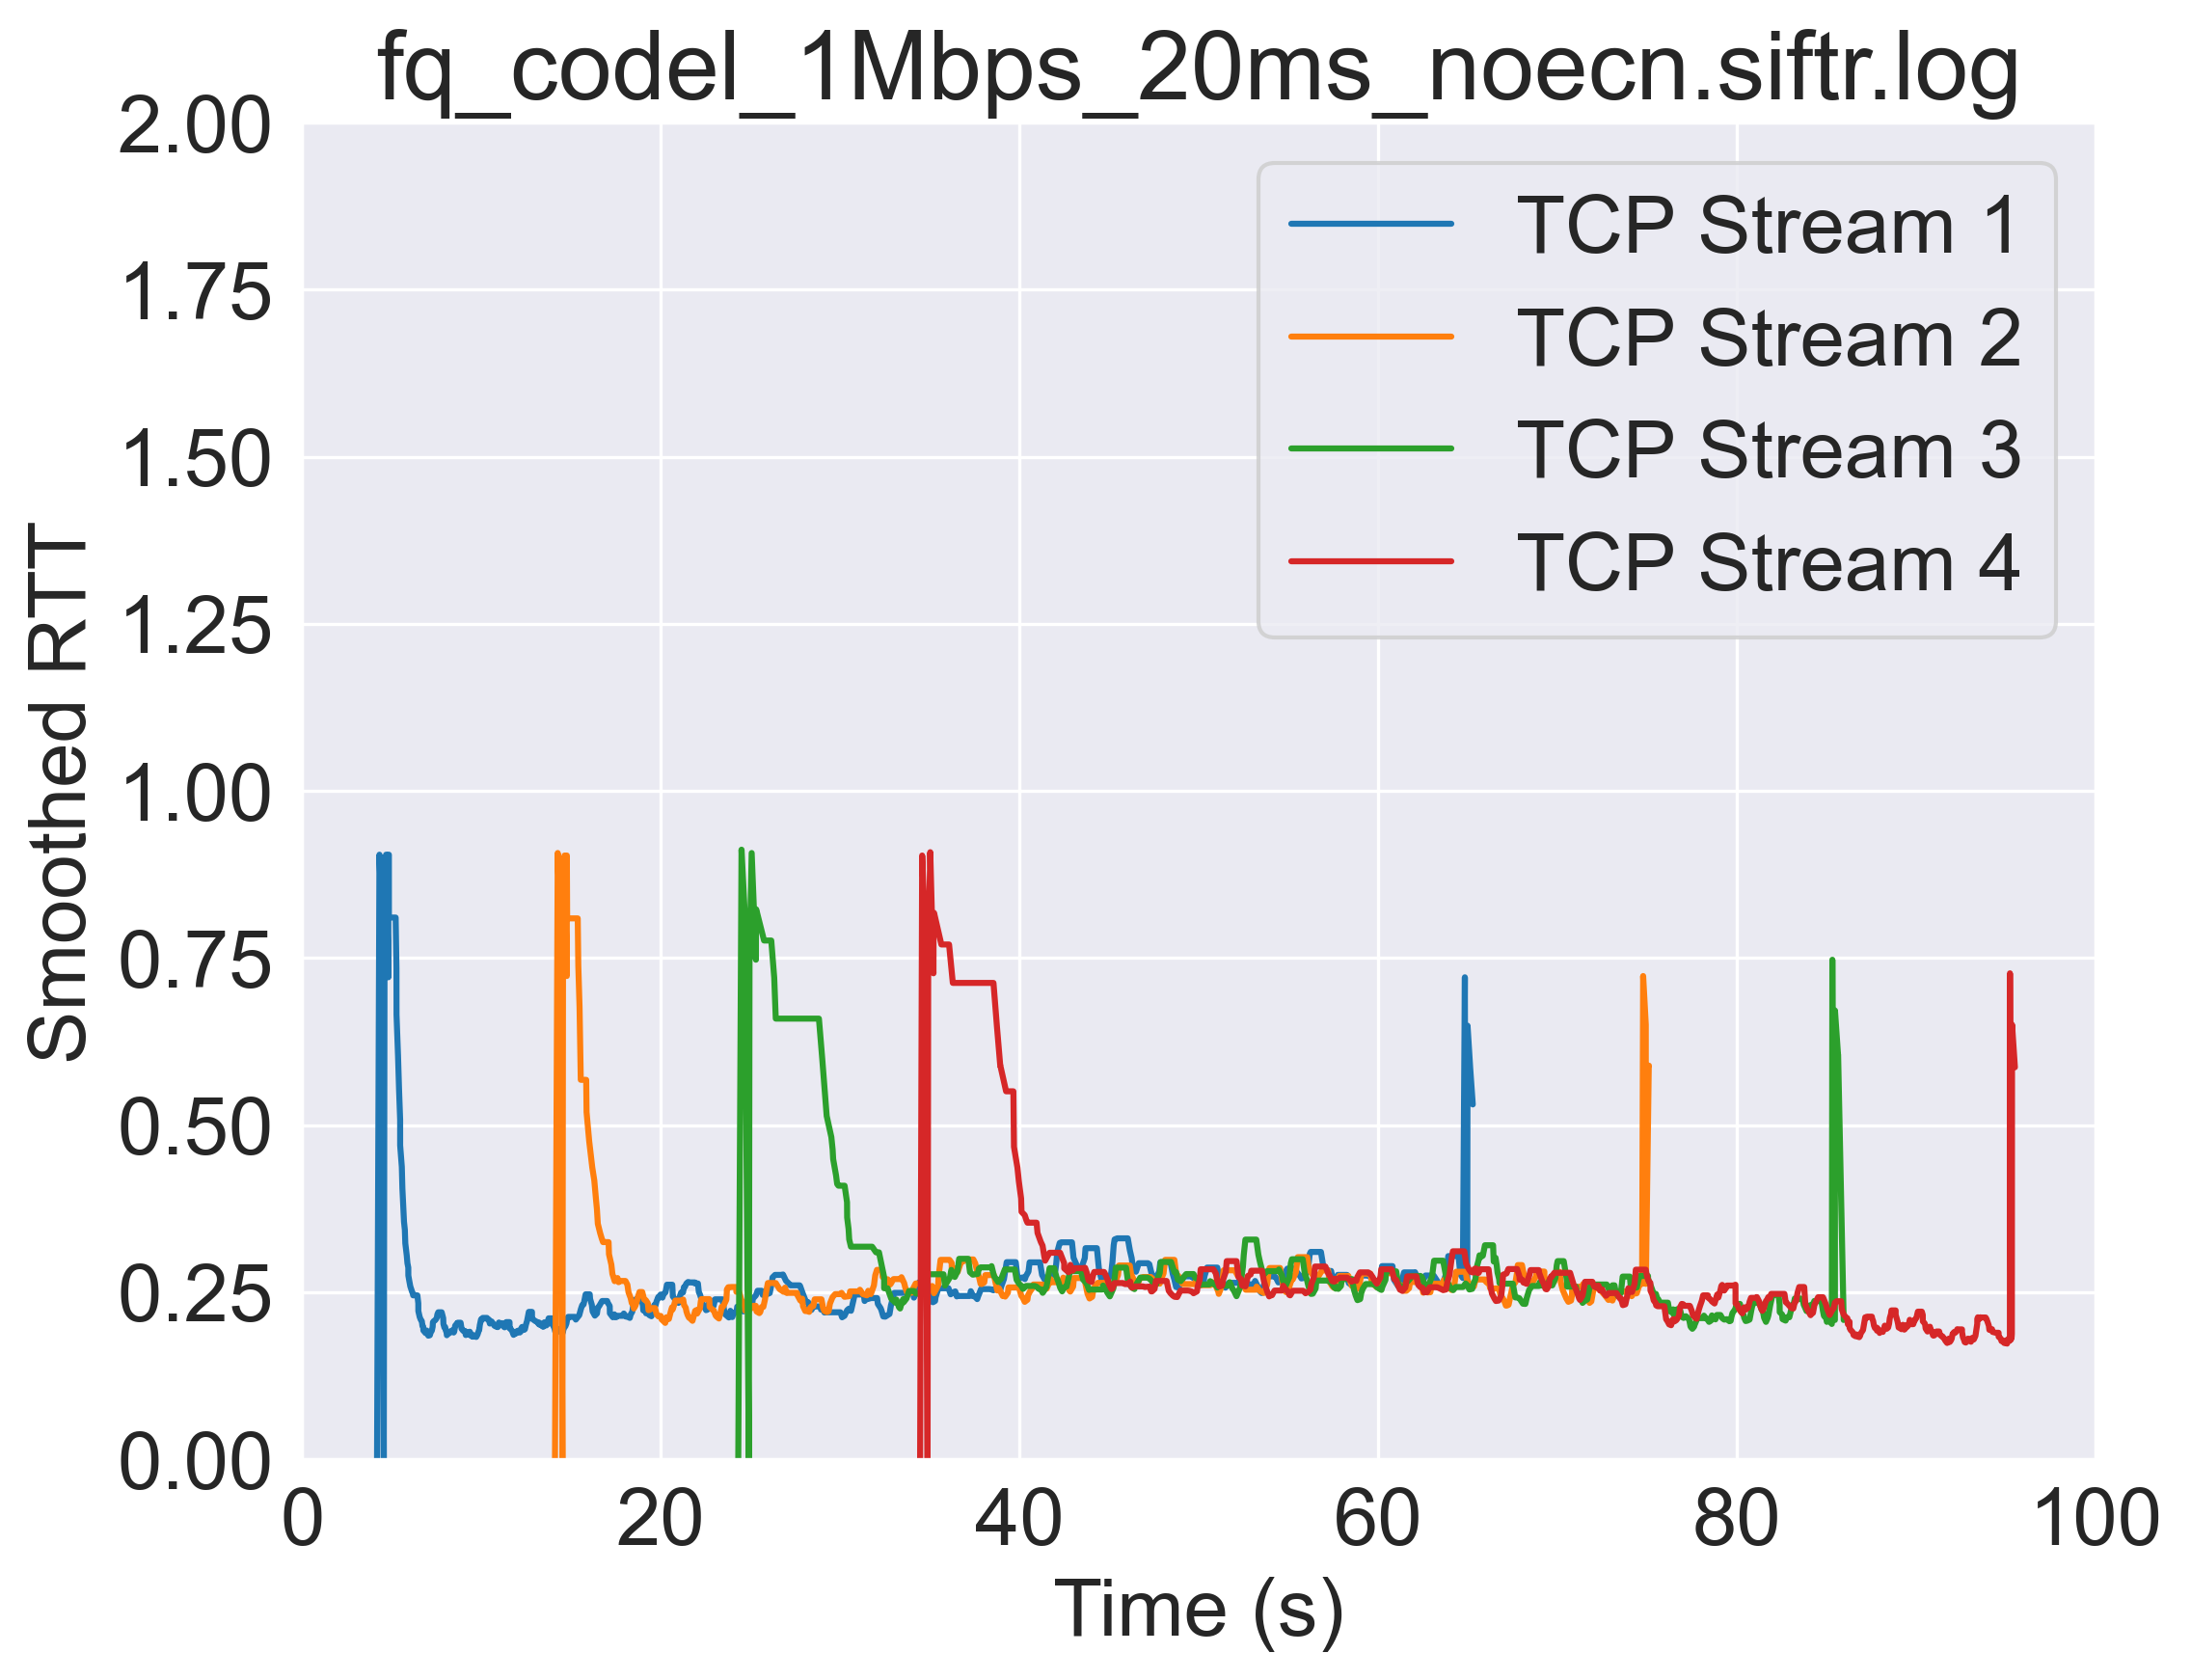 fq_codel_1Mbps_20ms_noecn.siftr.log
2.00
1.75
1.50
1.25
1.00
0.75
0.50
0.25
0.00
Smoothed RTT
TCP Stream 1
TCP Stream 2
TCP Stream 3
TCP Stream 4
0 20 40 60 80 100
Time (s)